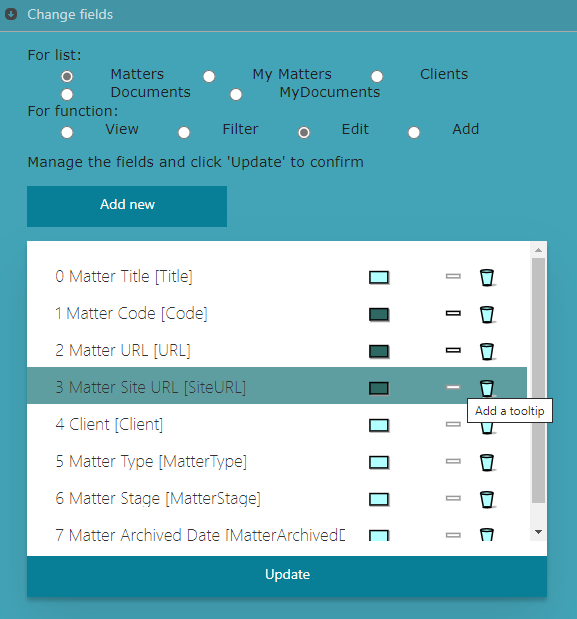 Change fields
For list:
Matters My Matters Clients
Documents MyDocuments
For function:
View Filter Edit Add
Manage the fields and click 'Update' to confirm
Add new
0 Matter Title [Title]
1 Matter Code [Code]
2 Matter URL [URL]
3 Matter Site URL [SiteURL]
Add a tooltip
4 Client [Client]
5 Matter Type [MatterType]
6 Matter Stage [MatterStage]
7 Matter Archived Date [MatterArchivedD
Update